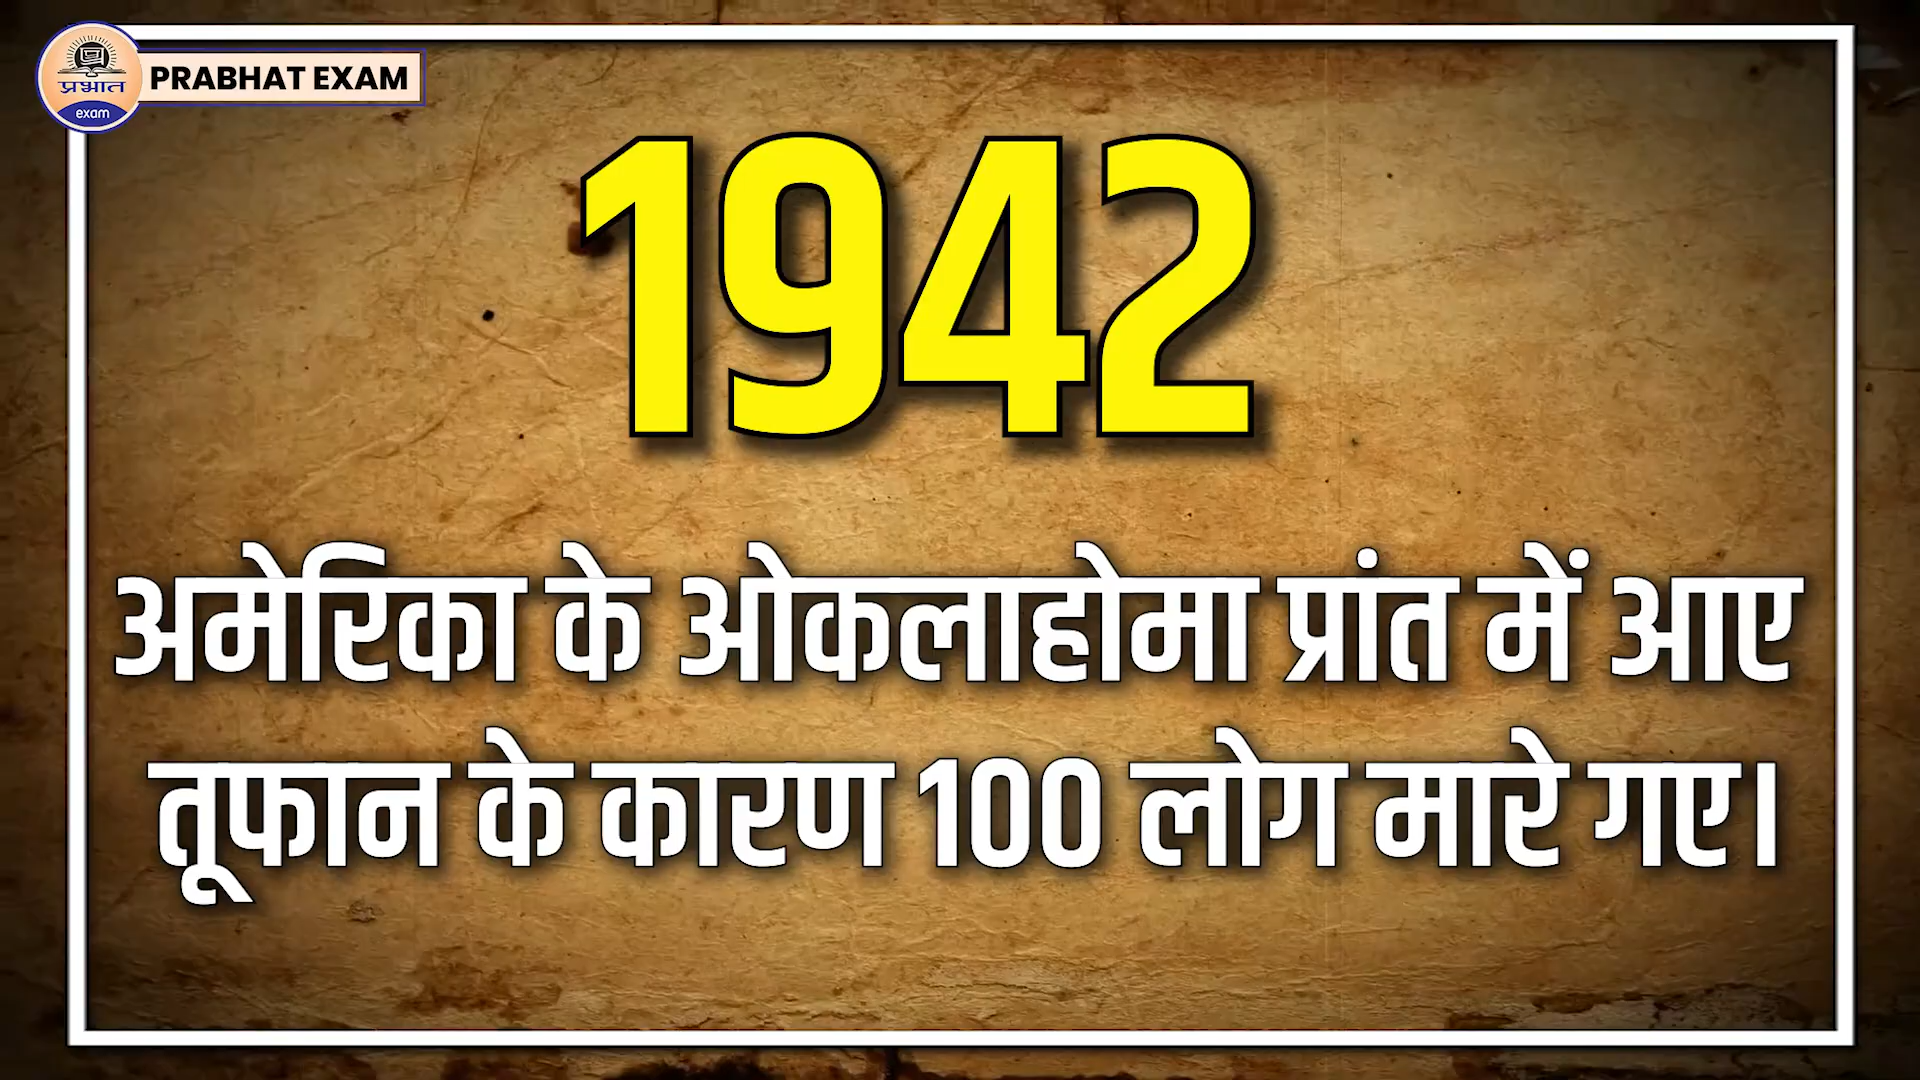 प्रभात
exam
PRABHAT EXAM
1942
अमेरिका के ओकलाहोमा प्रांत में आए
तूफान के कारण 100 लोग मारे गए।